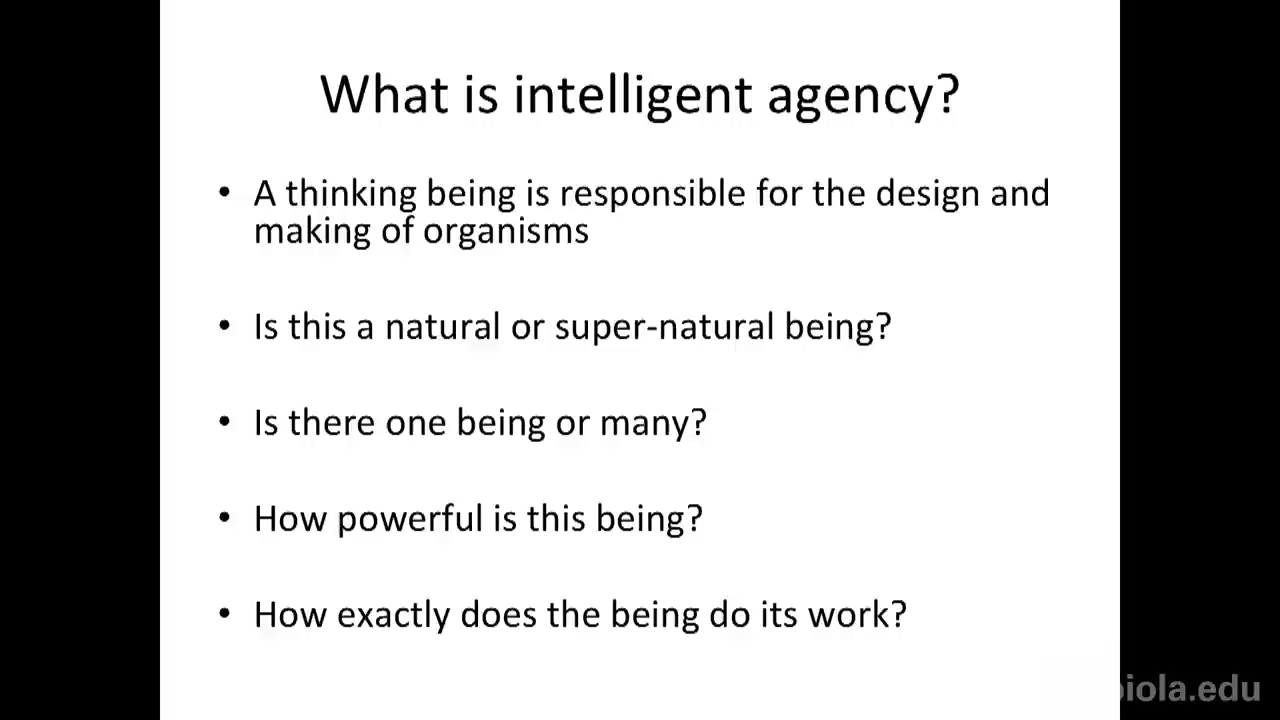 What is intelligent agency?
• A thinking being is responsible for the design and
making of organisms
• Is this a natural or super-natural being?
• Is there one being or many?
• How powerful is this being?
• How exactly does the being do its work?
biola.edu